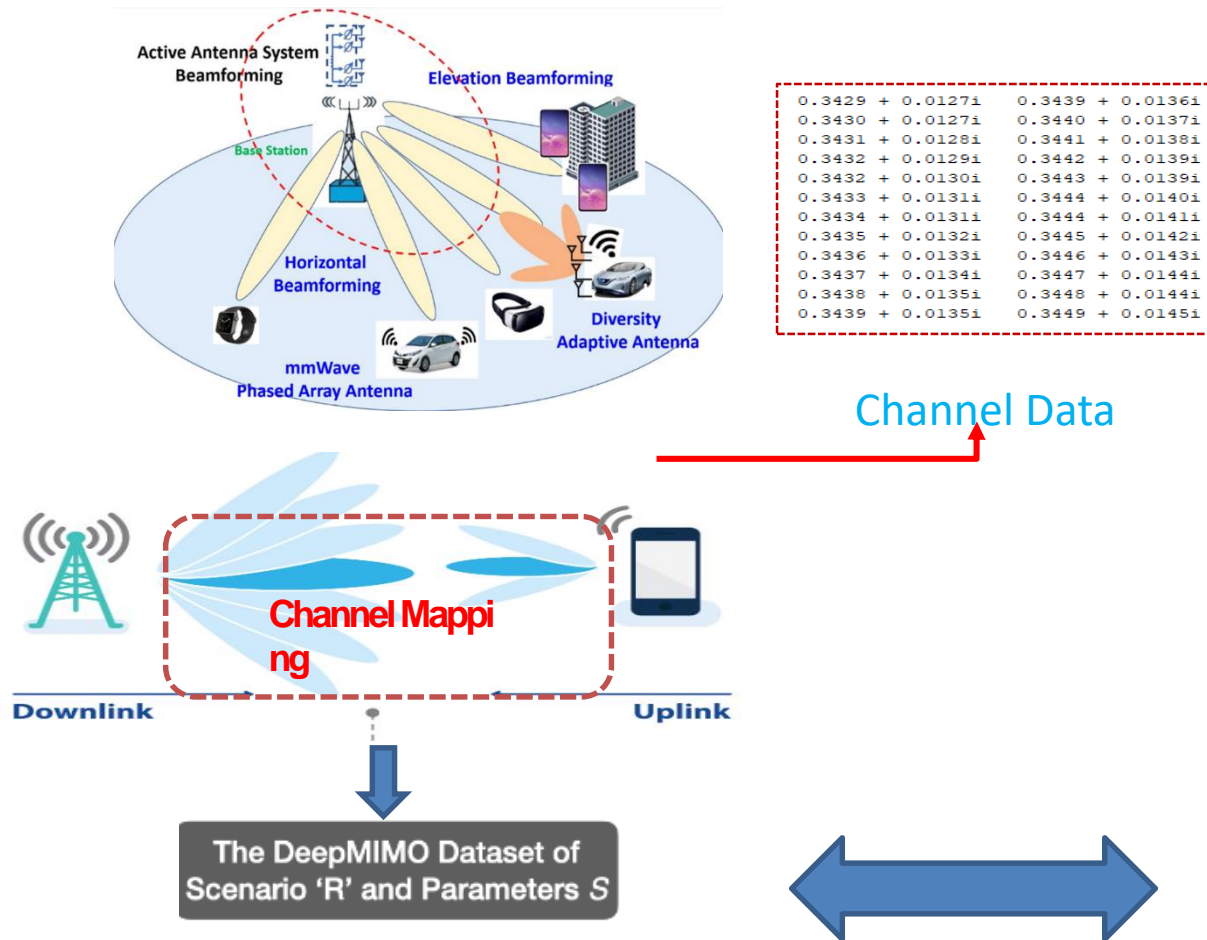 Active Antenna System
Beamforming
Elevation Beamforming
Base Station
Horizontal
Beamforming
Diversity
Adaptive Antenna
mmWave
Phased Array Antenna
0.3429 + 0.0127i   0.3439 + 0.0136i
0.3430 + 0.0127i   0.3440 + 0.0137i
0.3431 + 0.0128i   0.3441 + 0.0138i
0.3432 + 0.0129i   0.3442 + 0.0139i
0.3432 + 0.0130i   0.3443 + 0.0139i
0.3433 + 0.0131i   0.3444 + 0.0140i
0.3434 + 0.0131i   0.3444 + 0.0141i
0.3435 + 0.0132i   0.3445 + 0.0142i
0.3436 + 0.0133i   0.3446 + 0.0143i
0.3437 + 0.0134i   0.3447 + 0.0144i
0.3438 + 0.0135i   0.3448 + 0.0144i
0.3439 + 0.0135i   0.3449 + 0.0145i
Channel Data
Channel Mappi
ng
Downlink
Uplink
The DeepMIMO Dataset of
Scenario ‘R’ and Parameters S